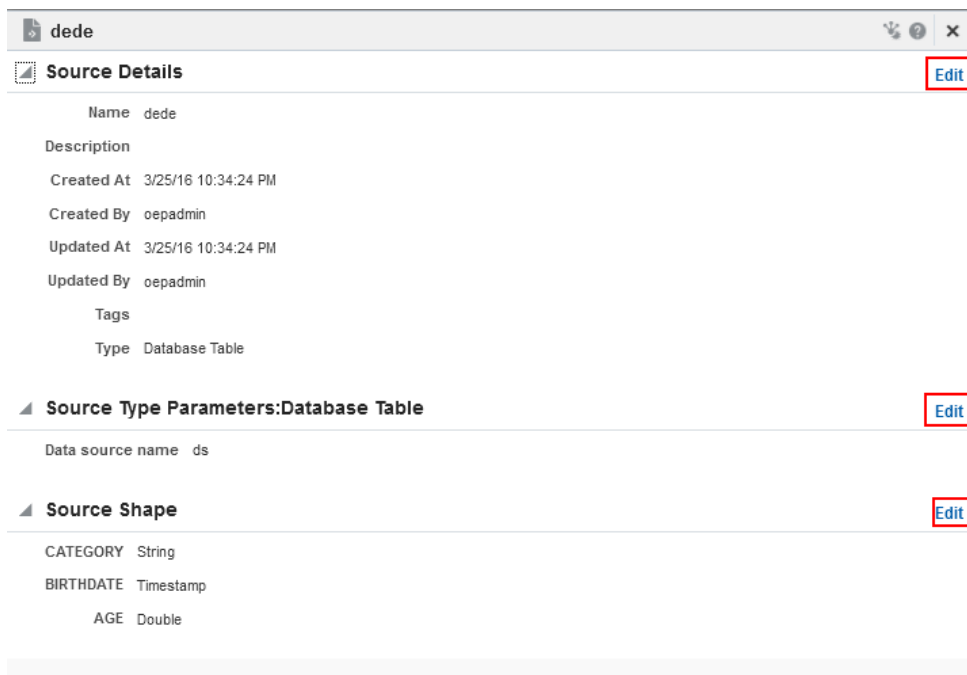 dede
Source Details Edit
Name dede
Description
Created At 3/25/16 10:34:24 PM
Created By oepadmin
Updated At 3/25/16 10:34:24 PM
Updated By oepadmin
Tags
Type Database Table
Source Type Parameters:Database Table Edit
Data source name ds
Source Shape Edit
CATEGORY String
BIRTHDATE Timestamp
AGE Double